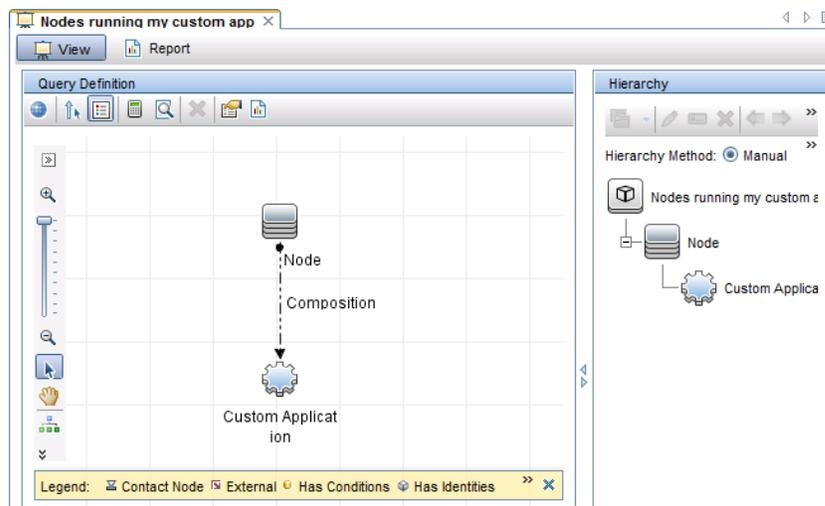 Nodes running my custom app
View
Report
Query Definition
Hierarchy
Hierarchy Method: Manual
Nodes running my custom a
Node
Custom Applica
Node
Composition
Custom Applicat
ion
Legend: Contact Node External Has Conditions Has Identities